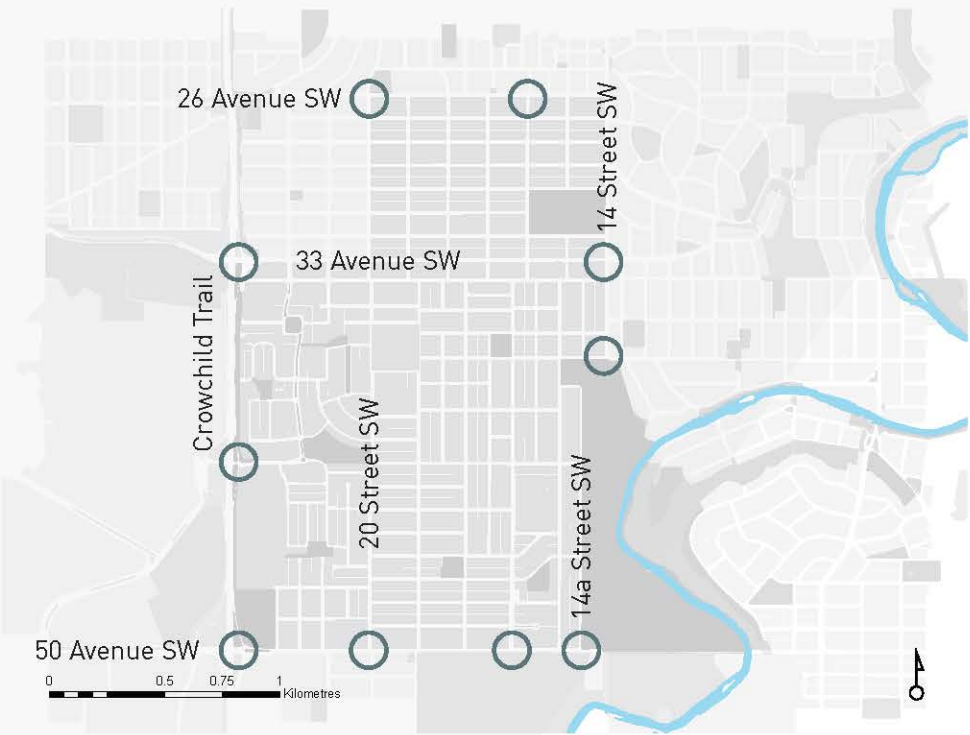 26 Avenue SW
14 Street SW
33 Avenue SW
Crowchild Trail
20 Street SW
14a Street SW
50 Avenue SW
0 0.5 0.75 1
Kilometres